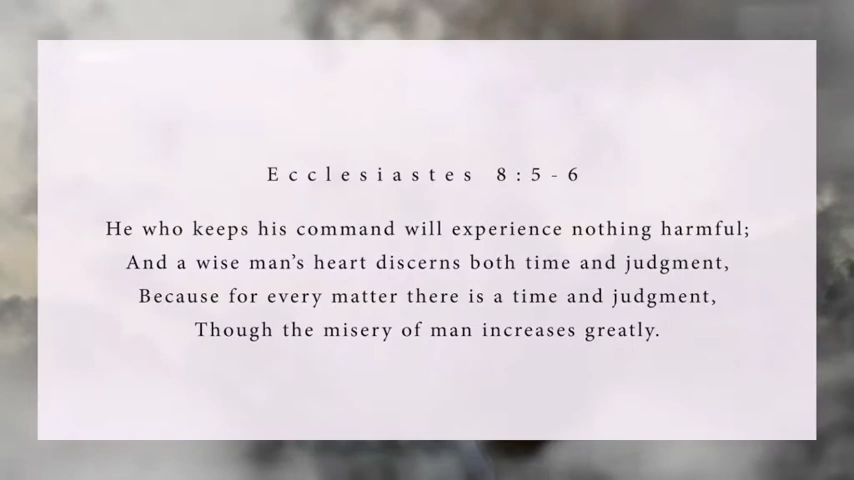 Ecclesiastes 8:5-6
He who keeps his command will experience nothing harmful;
And a wise man’s heart discerns both time and judgment,
Because for every matter there is a time and judgment,
Though the misery of man increases greatly.